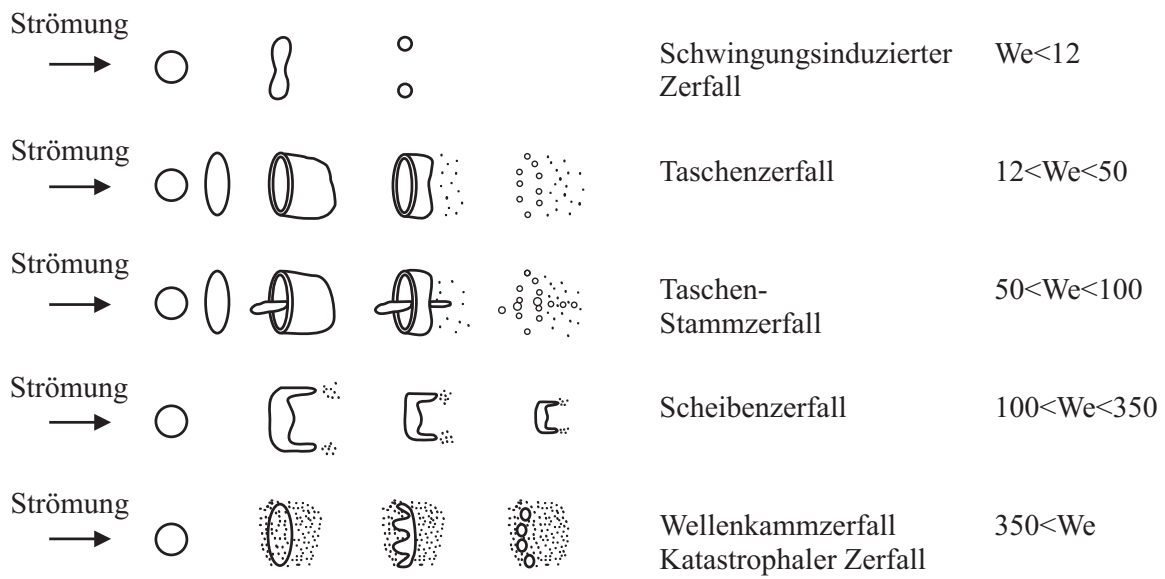 Strömung
Schwingungsinduzierter We<12
Zerfall
Strömung
Taschenzerfall 12<We<50
Strömung
Taschen- 50<We<100
Stammzerfall
Strömung
Scheibenzerfall 100<We<350
Strömung
Wellenkammzerfall 350<We
Katastrophaler Zerfall